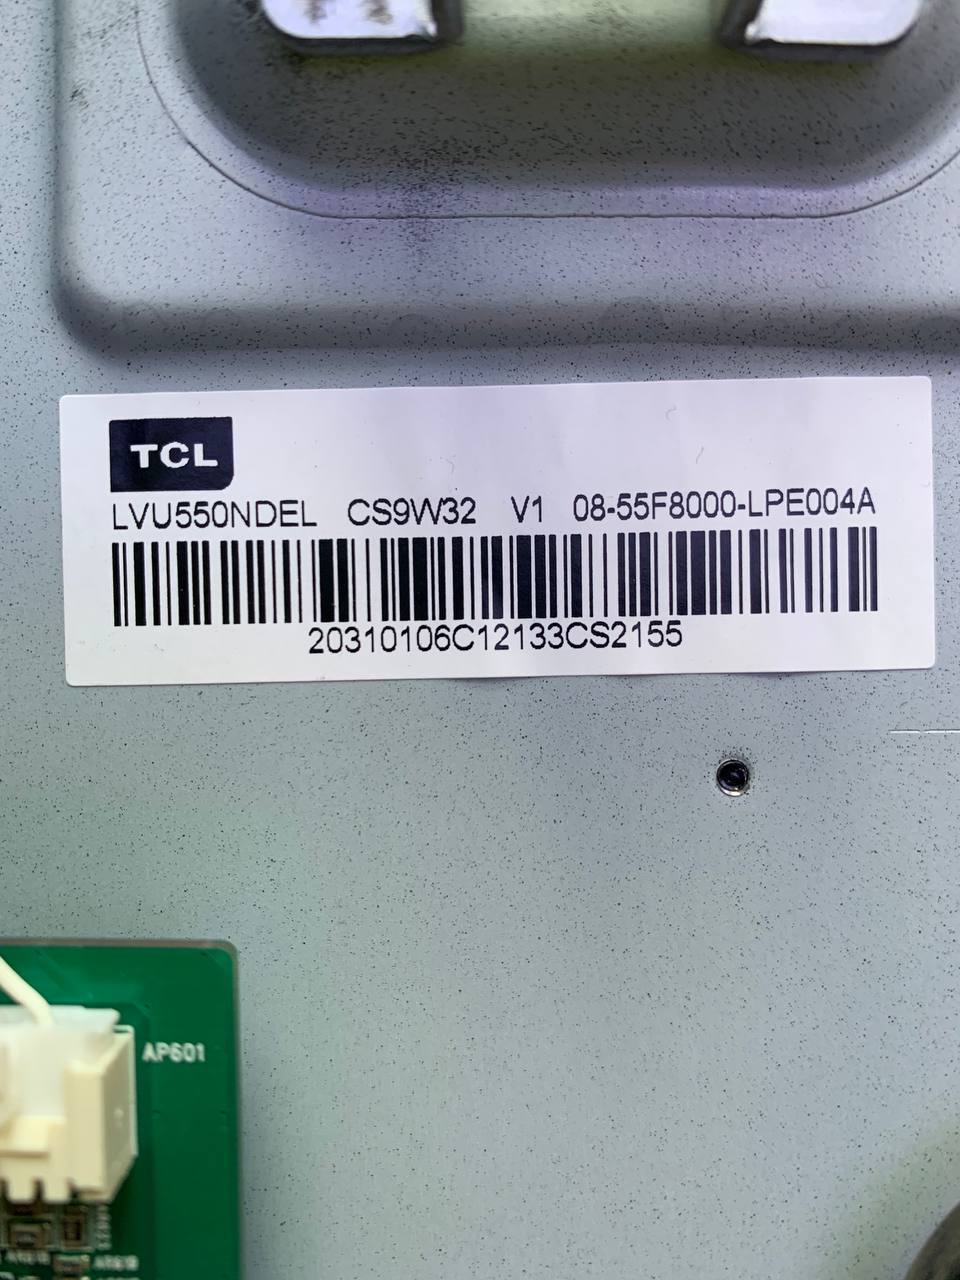 TCL
LVU550NDEL CS9W32 V1 08-55F8000-LPE004A
20310106C12133CS2155
AP601